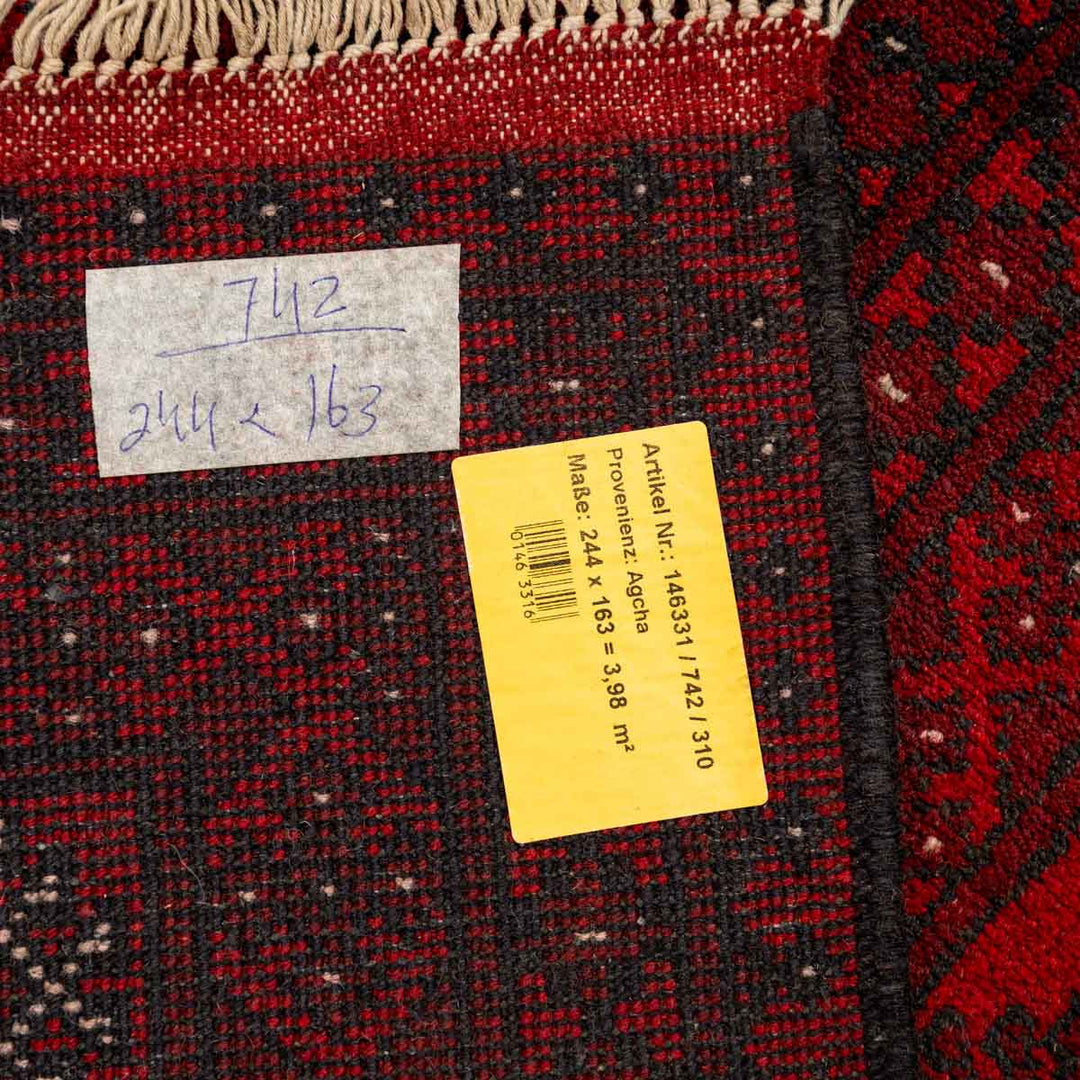 742
244 x 163
Artikel Nr.: 146331 / 742 / 310
Provenienz: Agcha
Maße: 244 x 163 = 3,98 m²
0146 3316